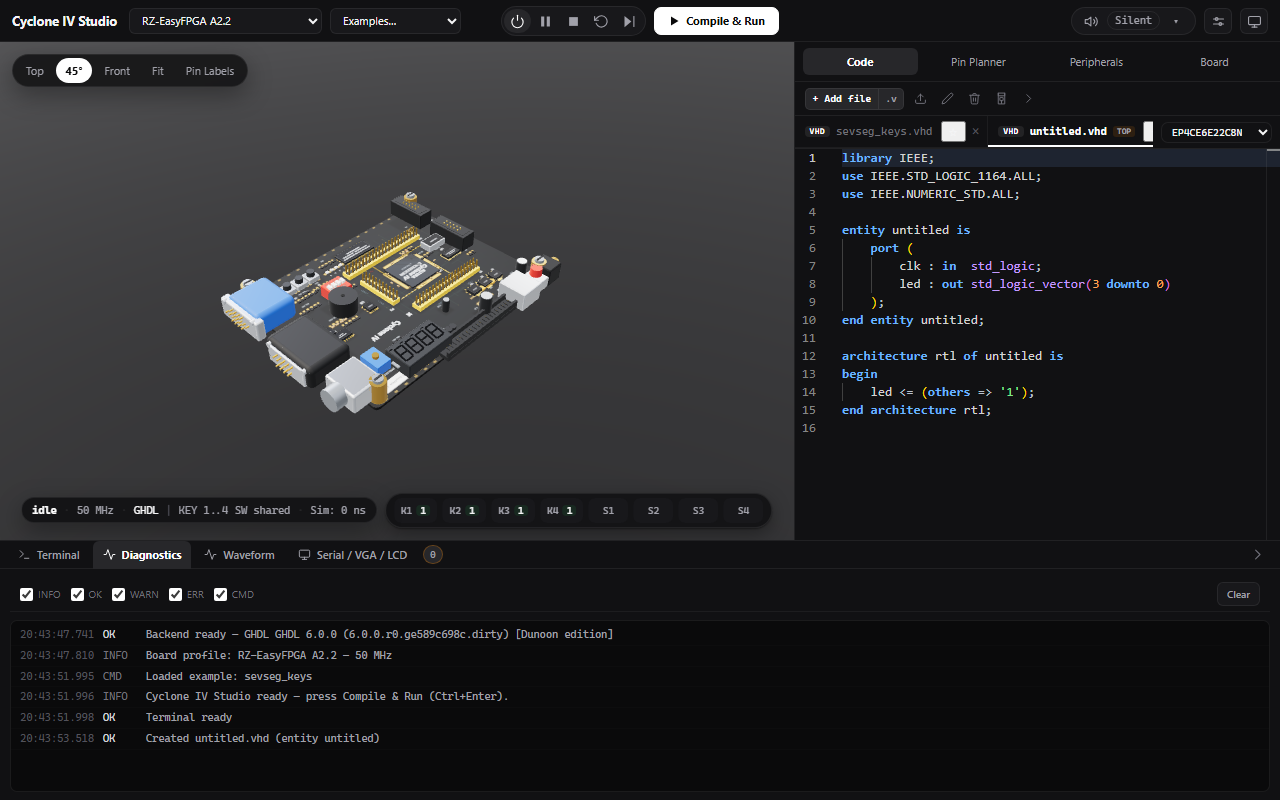 Cyclone IV Studio RZ-EasyFPGA A2.2 Examples... Compile & Run Silent
Top 45° Front Fit Pin Labels
Code Pin Planner Peripherals Board
+ Add file .v
VHD sevseg_keys.vhd × VHD untitled.vhd TOP EP4CE6E22C8N
1 library IEEE;
2 use IEEE.STD_LOGIC_1164.ALL;
3 use IEEE.NUMERIC_STD.ALL;
4
5 entity untitled is
6 port (
7 clk : in  std_logic;
8 led : out std_logic_vector(3 downto 0)
9 );
10 end entity untitled;
11
12 architecture rtl of untitled is
13 begin
14 led <= (others => '1');
15 end architecture rtl;
16
Cyclone IV
idle · 50 MHz · GHDL | KEY 1..4 SW shared · Sim: 0 ns
K1 1 K2 1 K3 1 K4 1 S1 S2 S3 S4
Terminal Diagnostics Waveform Serial / VGA / LCD 0
INFO OK WARN ERR CMD Clear
20:43:47.741 OK Backend ready — GHDL GHDL 6.0.0 (6.0.0.r0.ge589c698c.dirty) [Dunoon edition]
20:43:47.810 INFO Board profile: RZ-EasyFPGA A2.2 — 50 MHz
20:43:51.995 CMD Loaded example: sevseg_keys
20:43:51.996 INFO Cyclone IV Studio ready — press Compile & Run (Ctrl+Enter).
20:43:51.998 OK Terminal ready
20:43:53.518 OK Created untitled.vhd (entity untitled)